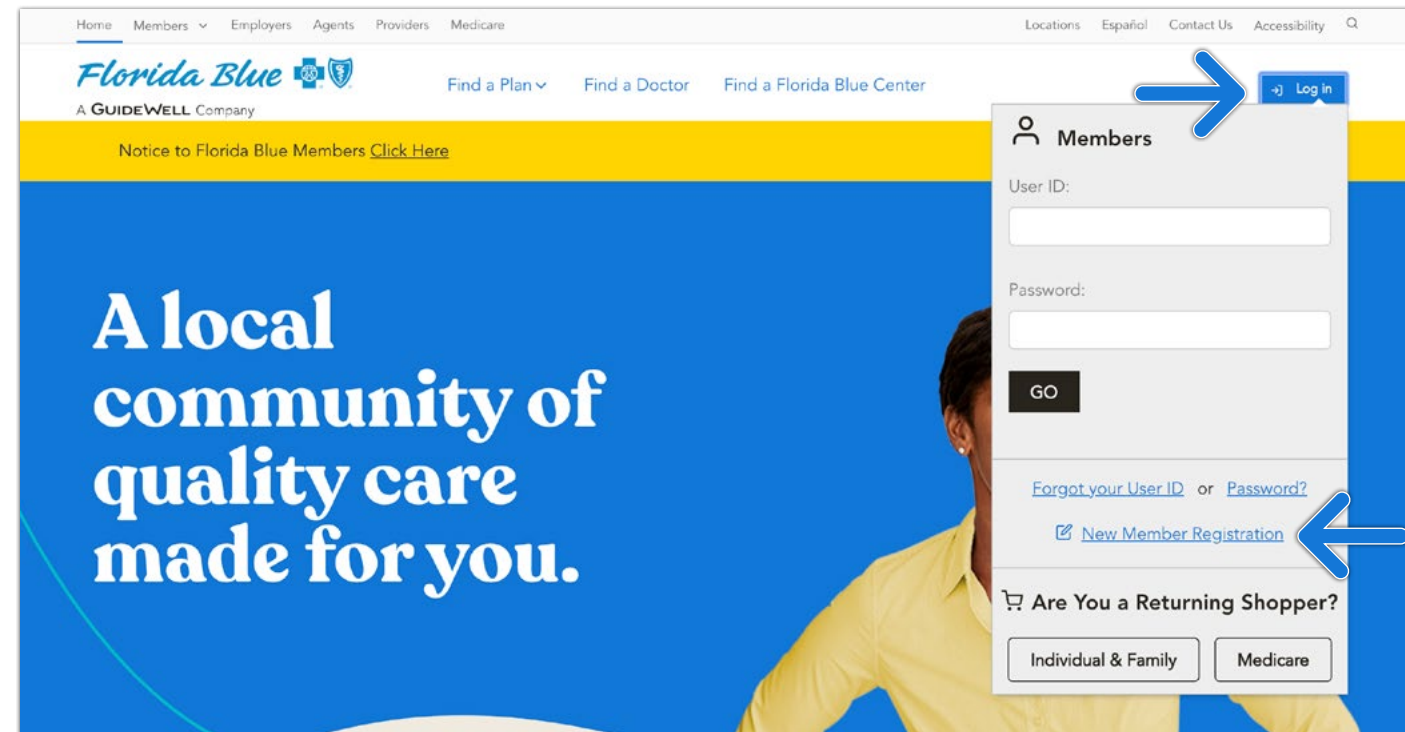 Home Members Employers Agents Providers Medicare
Locations Español Contact Us Accessibility
Florida Blue
A GUIDEWELL Company
Find a Plan Find a Doctor Find a Florida Blue Center
Log in
Notice to Florida Blue Members Click Here
A local
community of
quality care
made for you.
Members
User ID:
Password:
GO
Forgot your User ID or Password?
New Member Registration
Are You a Returning Shopper?
Individual & Family Medicare